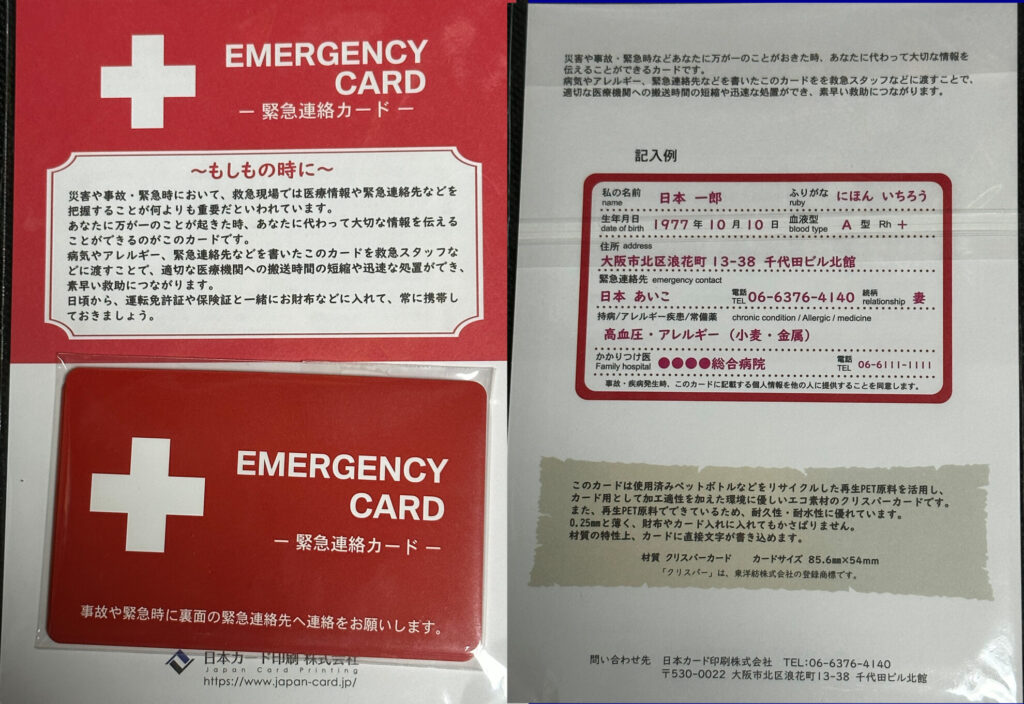 EMERGENCY
CARD
― 緊急連絡カード ―
～もしもの時に～
災害や事故・緊急時において、救急現場では医療情報や緊急連絡先などを
把握することが何よりも重要だといわれています。
あなたに万が一のことが起きた時、あなたに代わって大切な情報を伝える
ことができるのがこのカードです。
病気やアレルギー、緊急連絡先などを書いたこのカードを救急スタッフな
どに渡すことで、適切な医療機関への搬送時間の短縮や迅速な処置ができ、
素早い救助につながります。
日頃から、運転免許証や保険証と一緒にお財布などに入れて、常に携帯し
ておきましょう。
EMERGENCY
CARD
― 緊急連絡カード ―
事故や緊急時に裏面の緊急連絡先へ連絡をお願いします。
日本カード印刷 株式会社
Japan Card Printing
https://www.japan-card.jp/
災害や事故・緊急時などあなたに万が一のことがおきた時、あなたに代わって大切な情報を
伝えることができるカードです。
病気やアレルギー、緊急連絡先などを書いたこのカードをを救急スタッフなどに渡すことで、
適切な医療機関への搬送時間の短縮や迅速な処置ができ、素早い救助につながります。
記入例
私の名前 name 日本 一郎 ふりがな ruby にほん いちろう
生年月日 date of birth 1977 年 10 月 10 日 血液型 blood type A 型 Rh +
住所 address
大阪市北区浪花町 13-38 千代田ビル北館
緊急連絡先 emergency contact
日本 あいこ 電話 TEL 06-6376-4140 続柄 relationship 妻
持病/アレルギー疾患/常備薬 chronic condition / Allergic / medicine
高血圧・アレルギー（小麦・金属）
かかりつけ医 Family hospital ●●●●総合病院 電話 TEL 06-6111-1111
事故・疾病発生時、このカードに記載する個人情報を他の人に提供することを同意します。
このカードは使用済みペットボトルなどをリサイクルした再生PET原料を活用し、
カード用として加工適性を加えた環境に優しいエコ素材のクリスパーカードです。
また、再生PET原料でできているため、耐久性・耐水性に優れています。
0.25㎜と薄く、財布やカード入れに入れてもかさばりません。
材質の特性上、カードに直接文字が書き込めます。
材質 クリスパーカード カードサイズ 85.6㎜×54mm
「クリスパー」は、東洋紡株式会社の登録商標です。
問い合わせ先 日本カード印刷株式会社 TEL:06-6376-4140
〒530-0022 大阪市北区浪花町13-38 千代田ビル北館